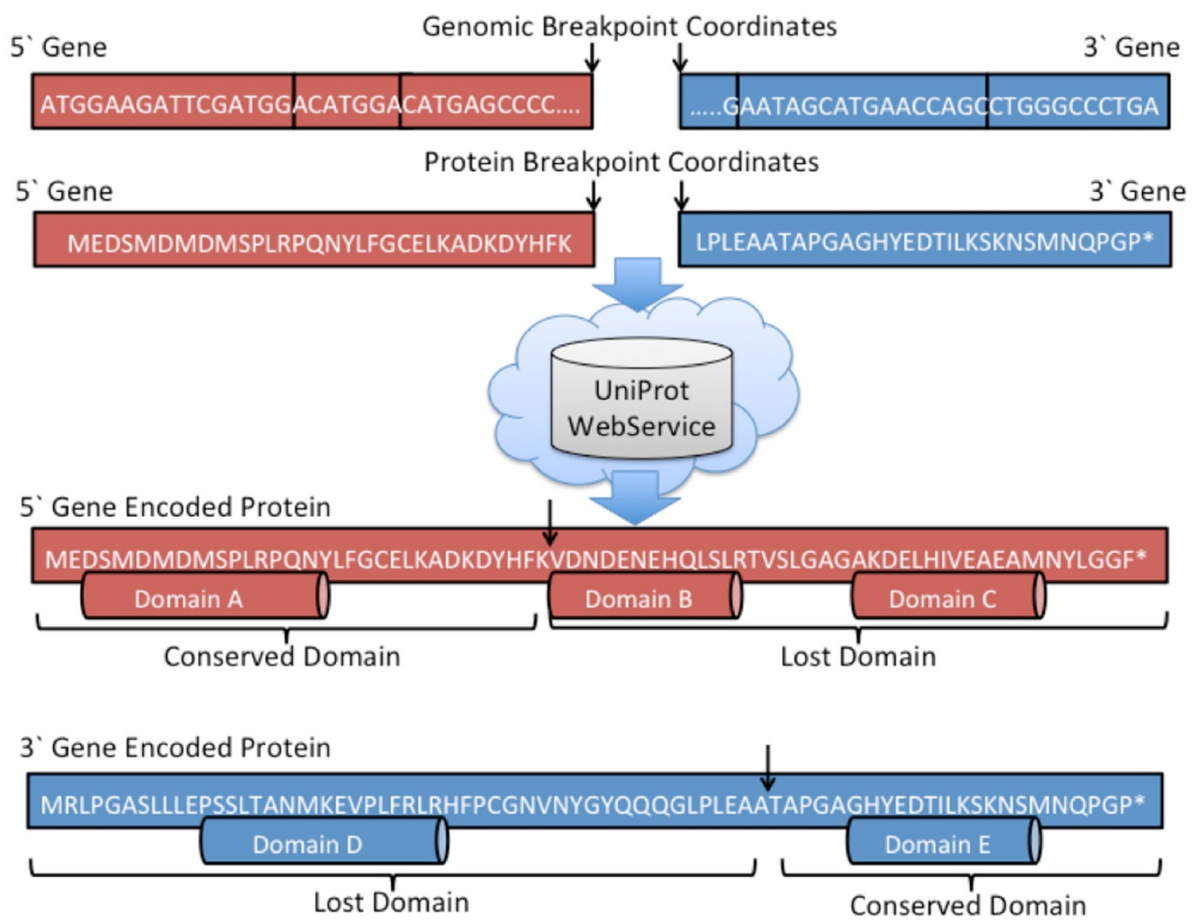 Genomic Breakpoint Coordinates
5` Gene
3` Gene
ATGGAAGATTCGATGGACATGGACATGAGCCCC....
.....GAATAGCATGAACCAGCCTGGGCCCTGA
Protein Breakpoint Coordinates
5` Gene
3` Gene
MEDSMDMDMSPLRPQNYLFGCELKADKDYHFK
LPLEAATAPGAGHYEDTILKSKNSMNQPGP*
UniProt
WebService
5` Gene Encoded Protein
MEDSMDMDMSPLRPQNYLFGCELKADKDYHFKVDNDENEHQLSLRTVSLGAGAKDELHIVEAEAMNYLGGF*
Domain A
Domain B
Domain C
Conserved Domain
Lost Domain
3` Gene Encoded Protein
MRLPGASLLLEPSSLTANMKEVPLFRLRHFPCGNVNYGYQQQGLPLEAATAPGAGHYEDTILKSKNSMNQPGP*
Domain D
Domain E
Lost Domain
Conserved Domain